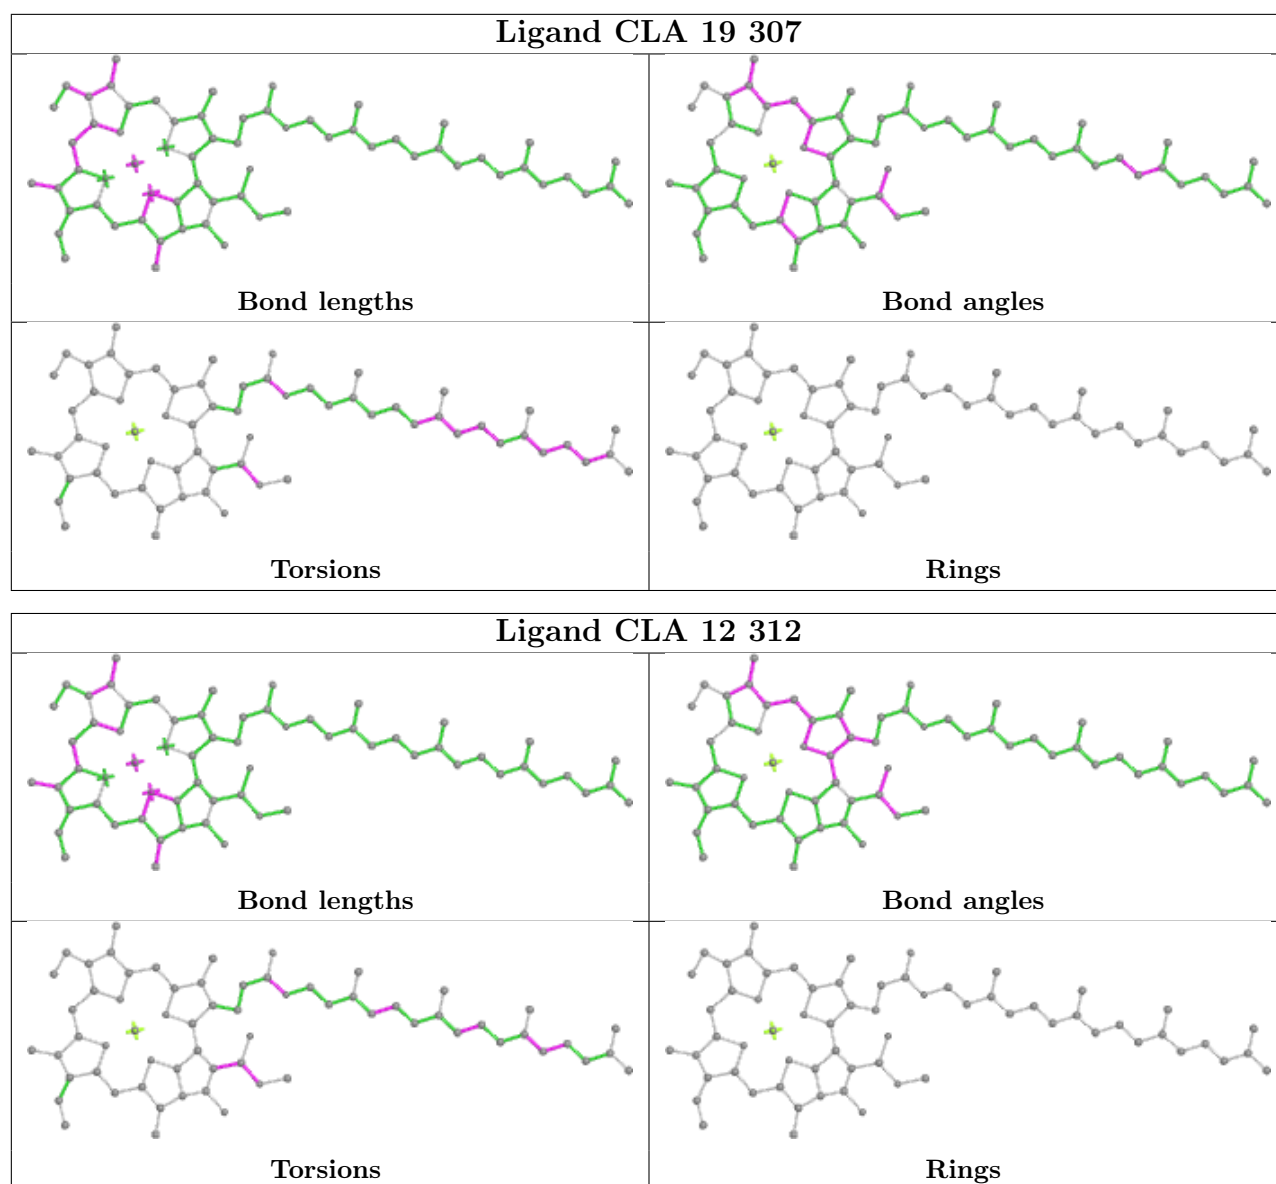 Ligand CLA 19 307
Bond lengths
Bond angles
Torsions
Rings
Ligand CLA 12 312
Bond lengths
Bond angles
Torsions
Rings